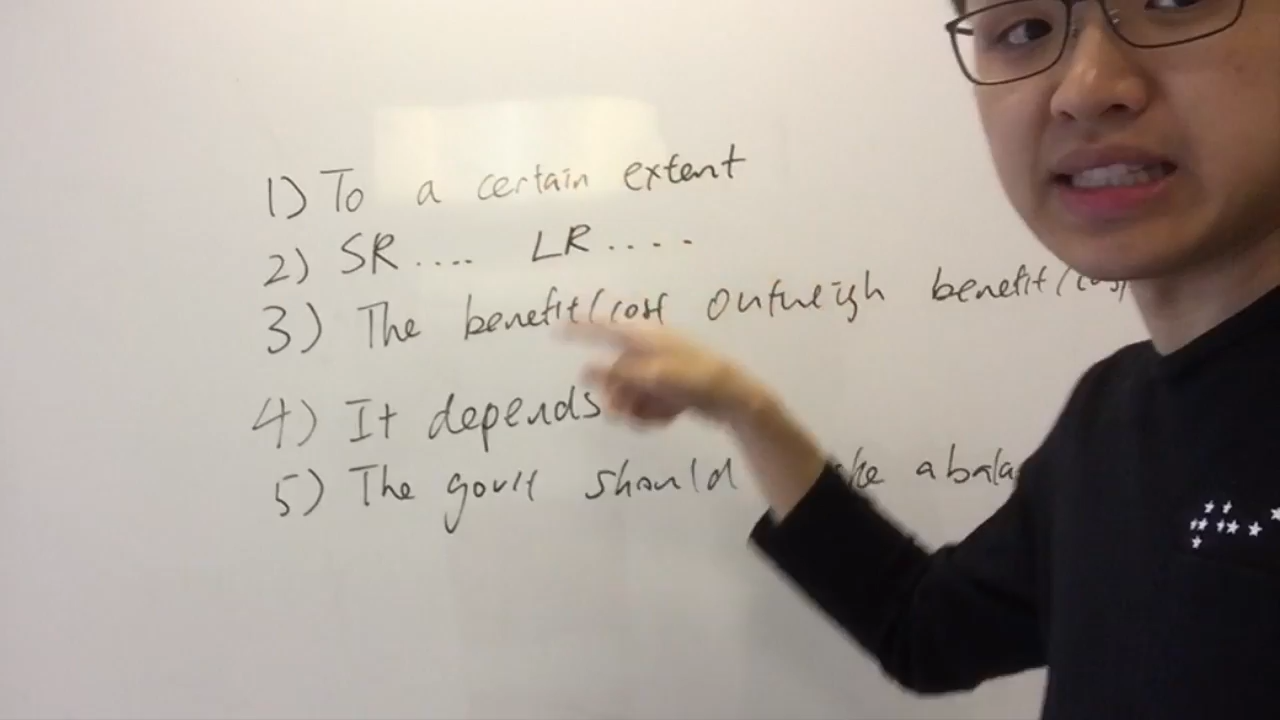 1) To a certain extent
2) SR.... LR....
3) The benefit/cost outweigh benefit/
4) It depends
5) The gov't should a